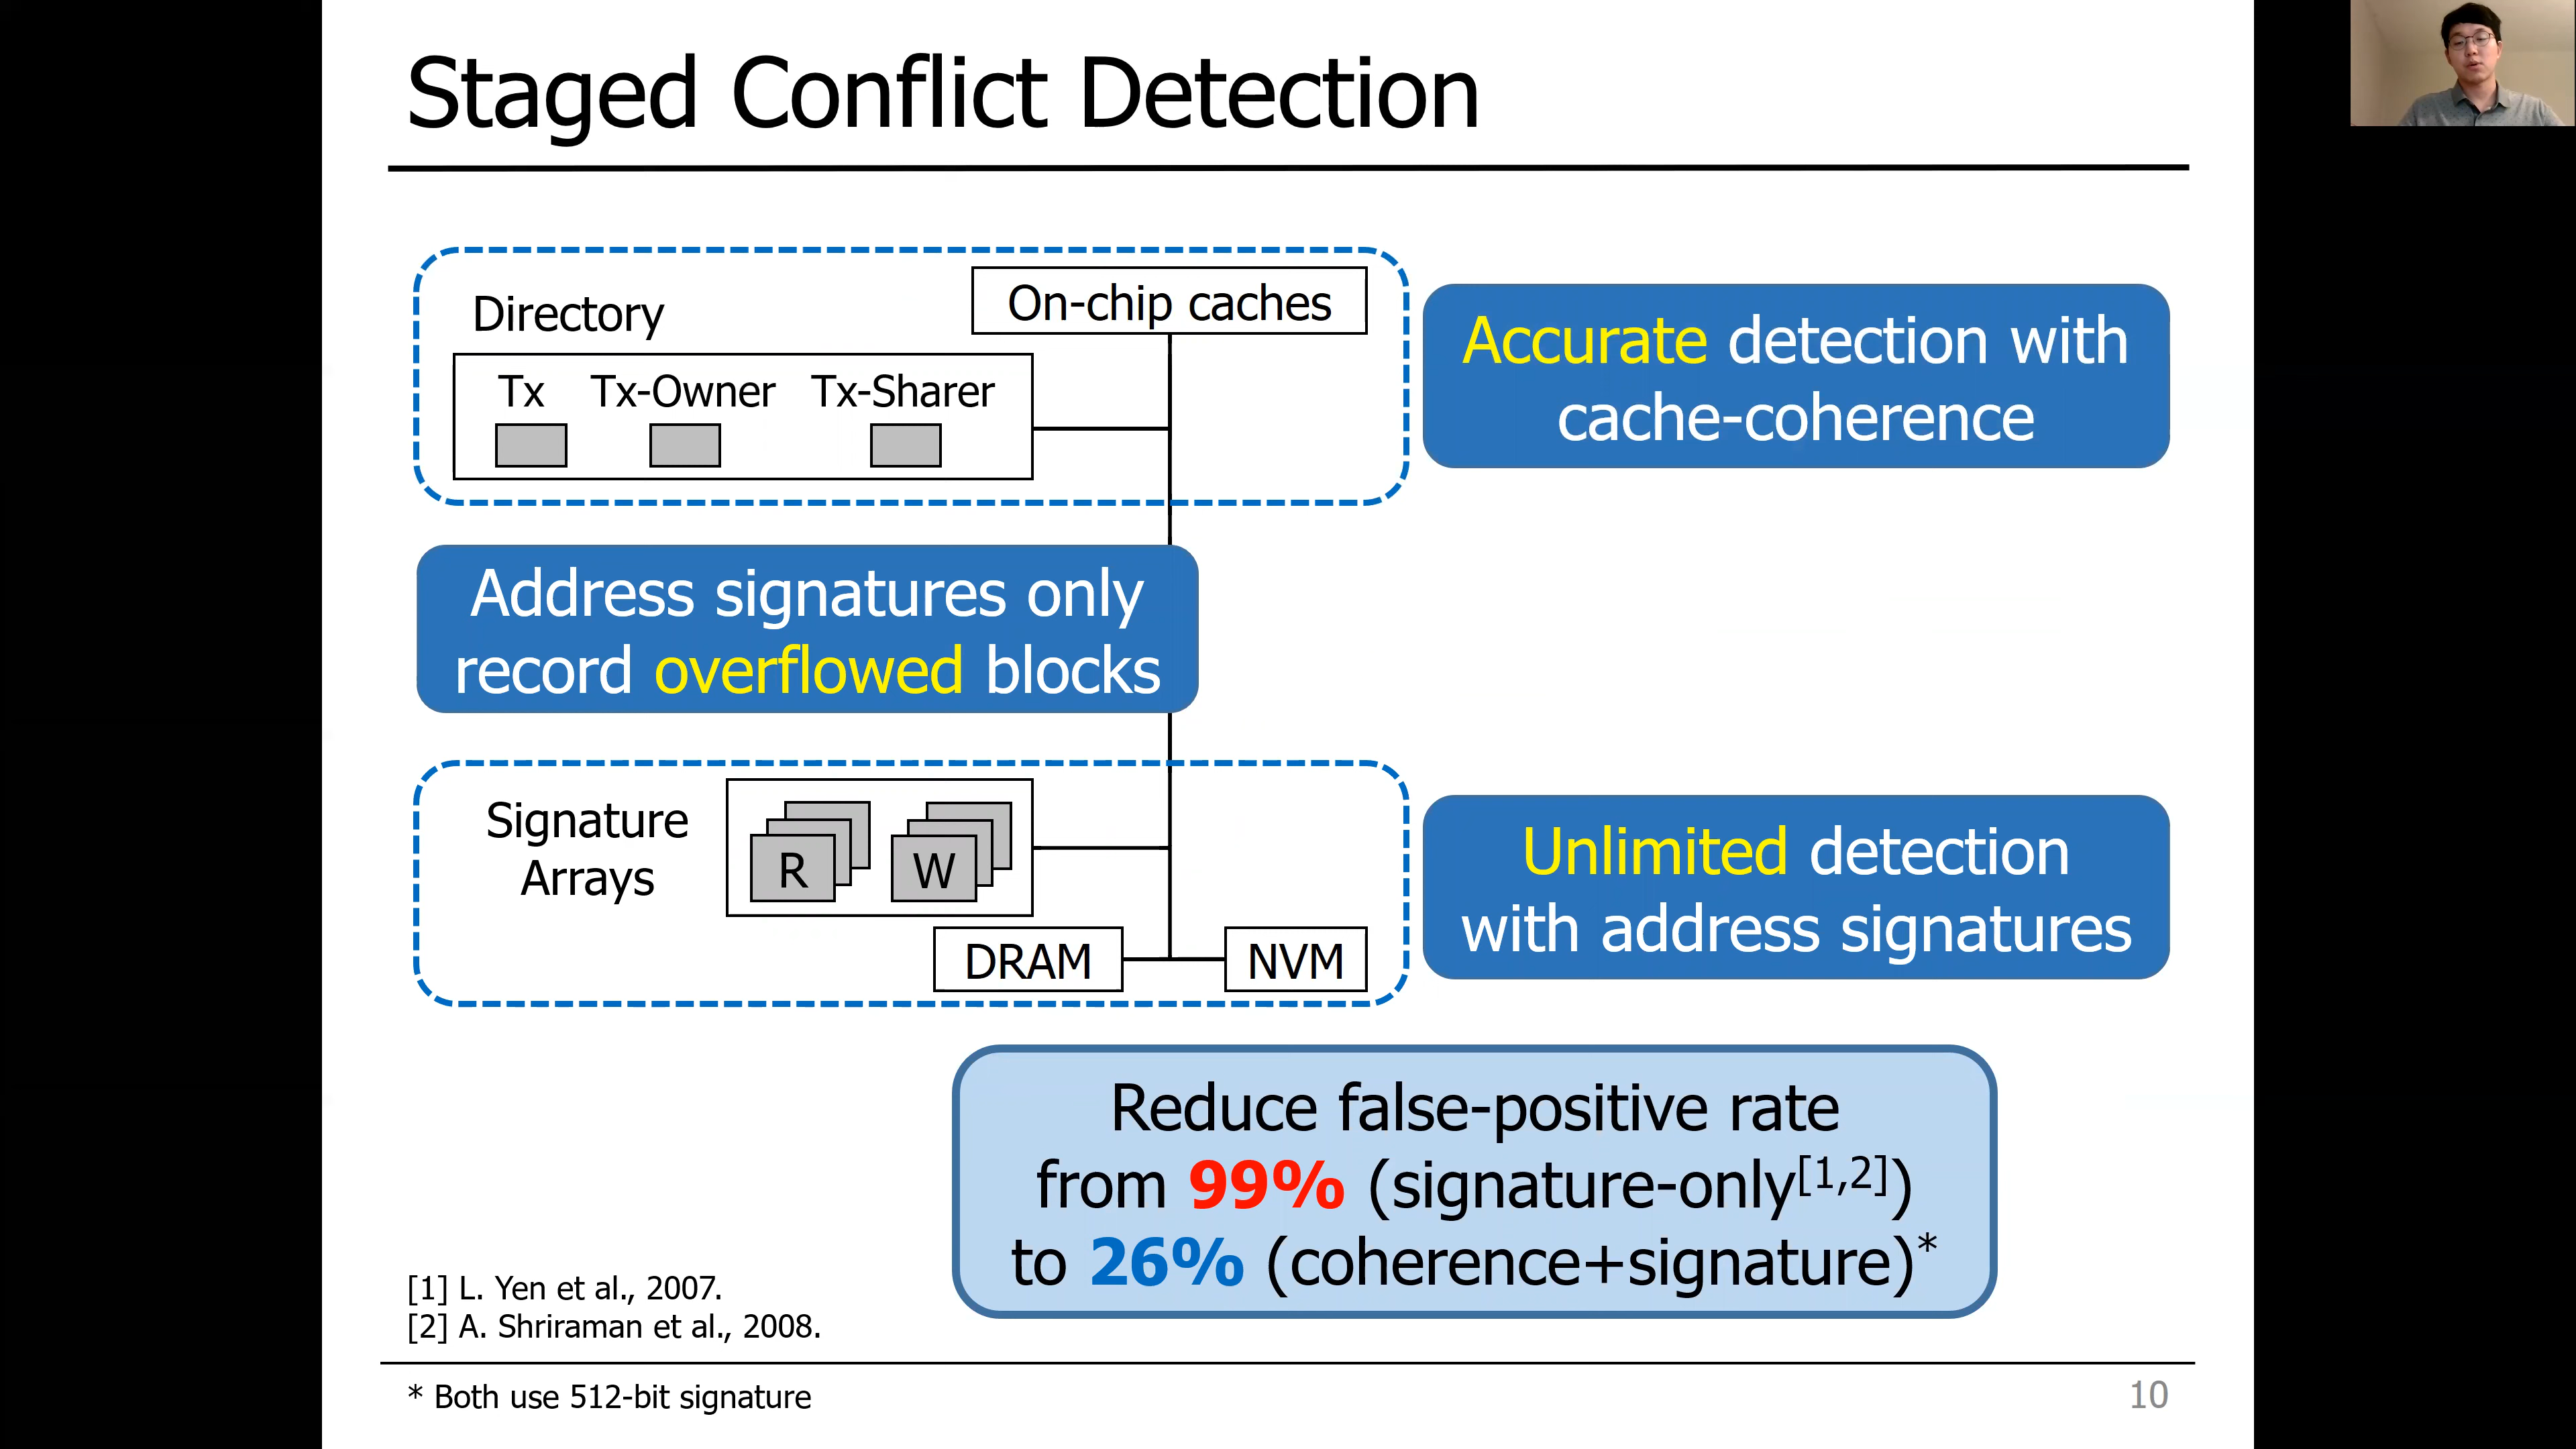 Staged Conflict Detection
On-chip caches
Directory
Tx Tx-Owner Tx-Sharer
Accurate detection with
cache-coherence
Address signatures only
record overflowed blocks
Signature
Arrays
R W
DRAM NVM
Unlimited detection
with address signatures
Reduce false-positive rate
from 99% (signature-only[1,2])
to 26% (coherence+signature)*
[1] L. Yen et al., 2007.
[2] A. Shriraman et al., 2008.
* Both use 512-bit signature
10